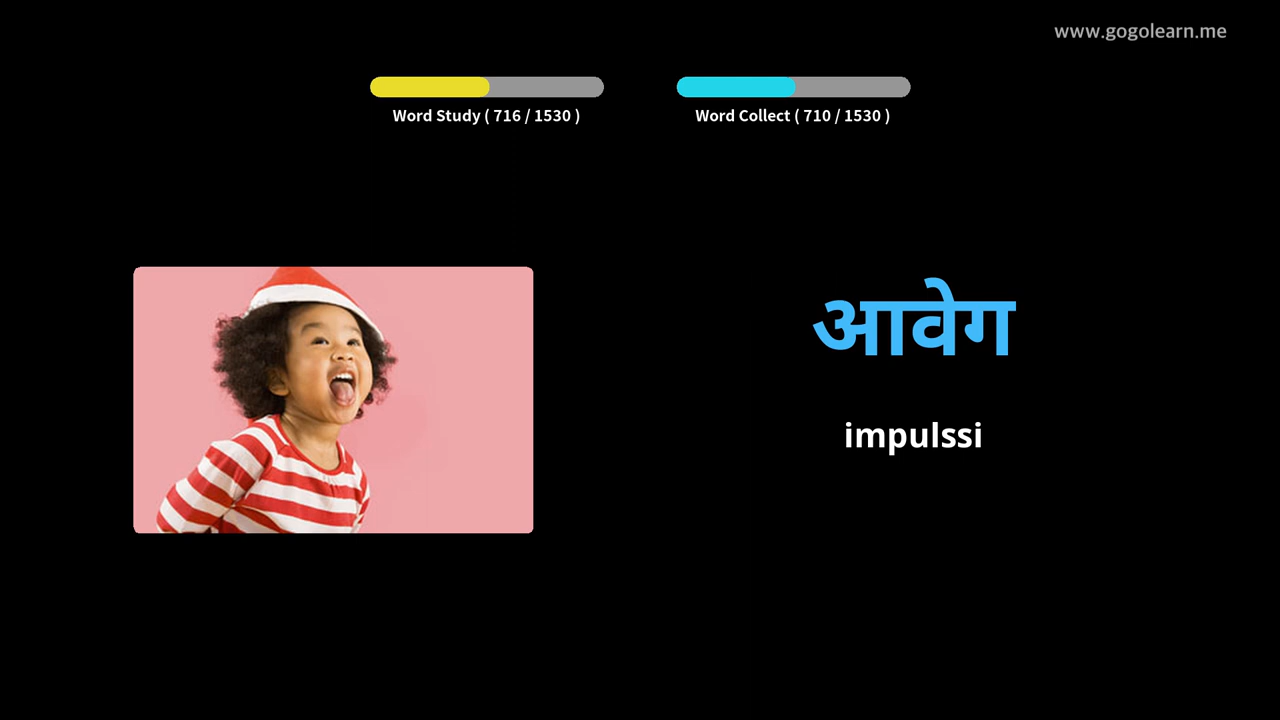 www.gogolearn.me
Word Study ( 716 / 1530 )
Word Collect ( 710 / 1530 )
आवेग
impulssi